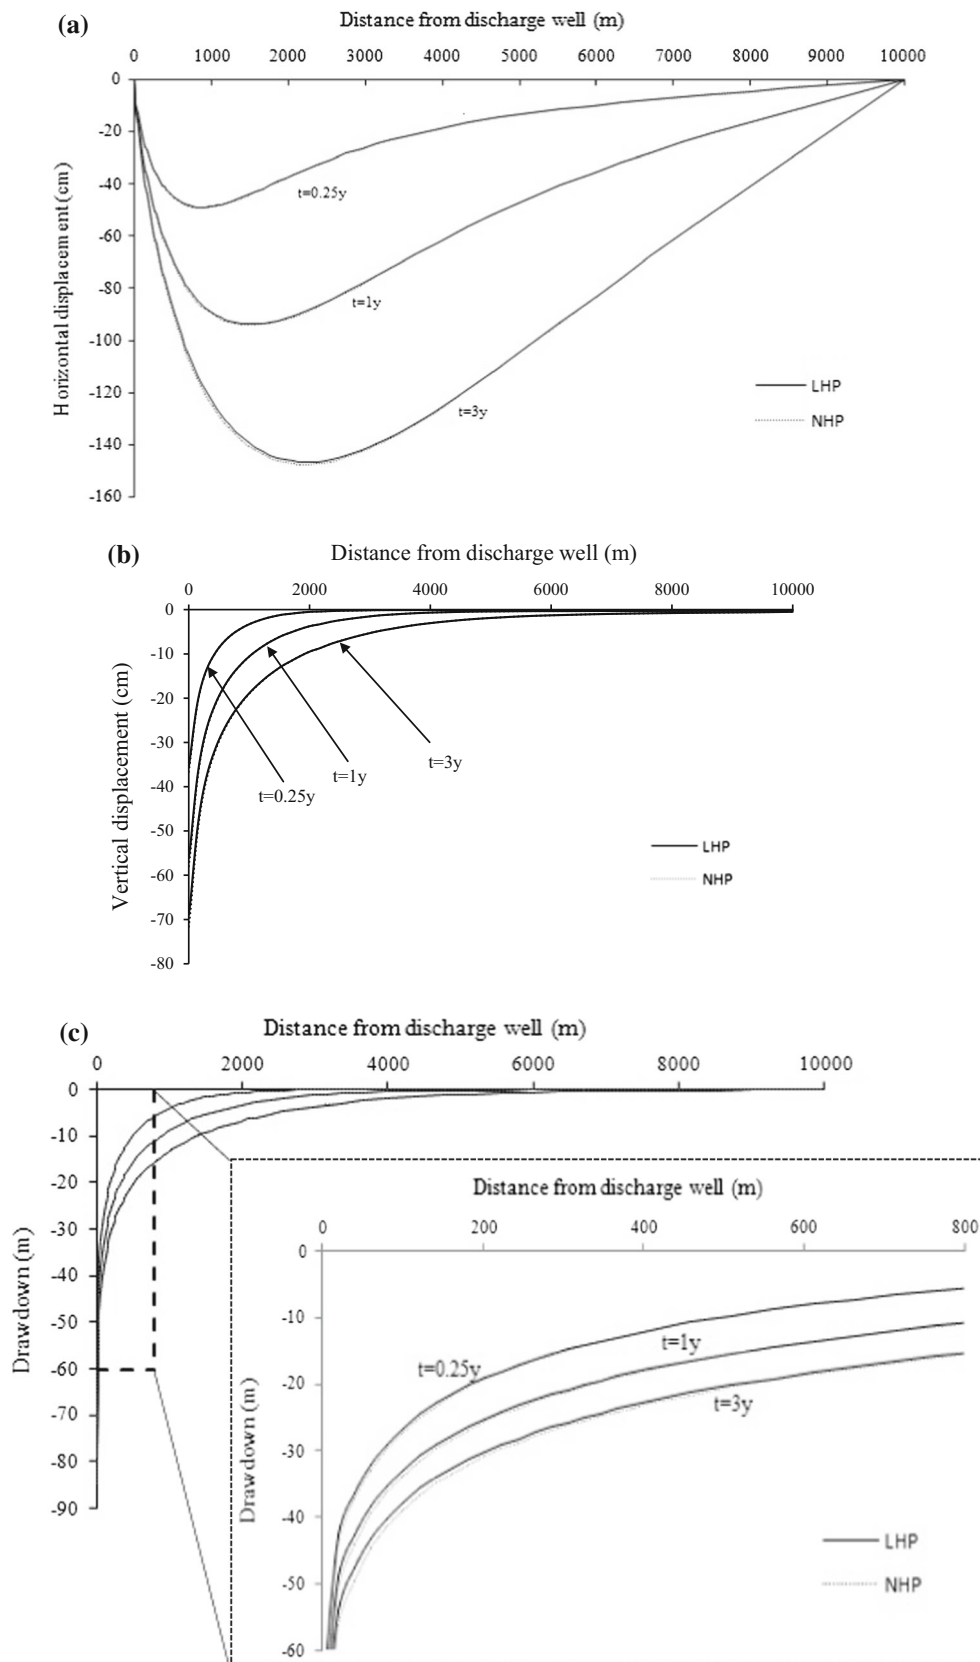 (a)
Distance from discharge well (m)
0 1000 2000 3000 4000 5000 6000 7000 8000 9000 10000
0
-20
-40
-60
-80
-100
-120
-140
-160
Horizontal displacement (cm)
t=0.25y
t=1y
t=3y
LHP
NHP
(b)
Distance from discharge well (m)
0 2000 4000 6000 8000 10000
0
-10
-20
-30
-40
-50
-60
-70
-80
Vertical displacement (cm)
t=0.25y
t=1y
t=3y
LHP
NHP
(c)
Distance from discharge well (m)
0 2000 4000 6000 8000 10000
0
-10
-20
-30
-40
-50
-60
-70
-80
-90
Drawdown (m)
Distance from discharge well (m)
0 200 400 600 800
0
-10
-20
-30
-40
-50
-60
Drawdown (m)
t=0.25y
t=1y
t=3y
LHP
NHP